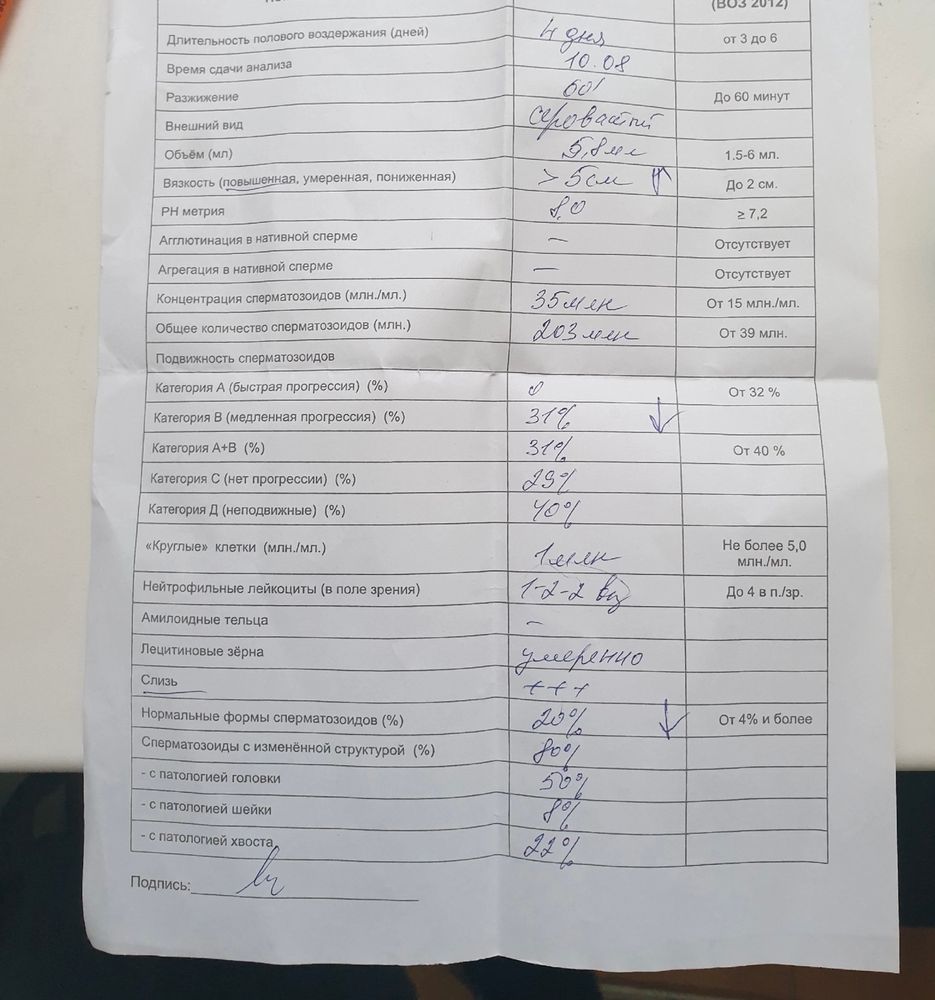 (ВОЗ 2012)
Длительность полового воздержания (дней) 4 дня от 3 до 6
Время сдачи анализа 10.08
Разжижение 60' До 60 минут
Внешний вид сероватый
Объём (мл) 5,8мл 1.5-6 мл.
Вязкость (повышенная, умеренная, пониженная) >5см ↑ До 2 см.
РН метрия 8,0 ≥ 7,2
Агглютинация в нативной сперме — Отсутствует
Агрегация в нативной сперме — Отсутствует
Концентрация сперматозоидов (млн./мл.) 35млн От 15 млн./мл.
Общее количество сперматозоидов (млн.) 203млн От 39 млн.
Подвижность сперматозоидов
Категория А (быстрая прогрессия) (%) 0 От 32 %
Категория В (медленная прогрессия) (%) 31% ↓
Категория А+В (%) 31% От 40 %
Категория С (нет прогрессии) (%) 29%
Категория Д (неподвижные) (%) 40%
«Круглые» клетки (млн./мл.) 1млн Не более 5,0 млн./мл.
Нейтрофильные лейкоциты (в поле зрения) 1-2-2 До 4 в п./зр.
Амилоидные тельца —
Лецитиновые зёрна умеренно
Слизь +++
Нормальные формы сперматозоидов (%) 20% ↓ От 4% и более
Сперматозоиды с изменённой структурой (%) 80%
- с патологией головки 50%
- с патологией шейки 8%
- с патологией хвоста 22%
Подпись: